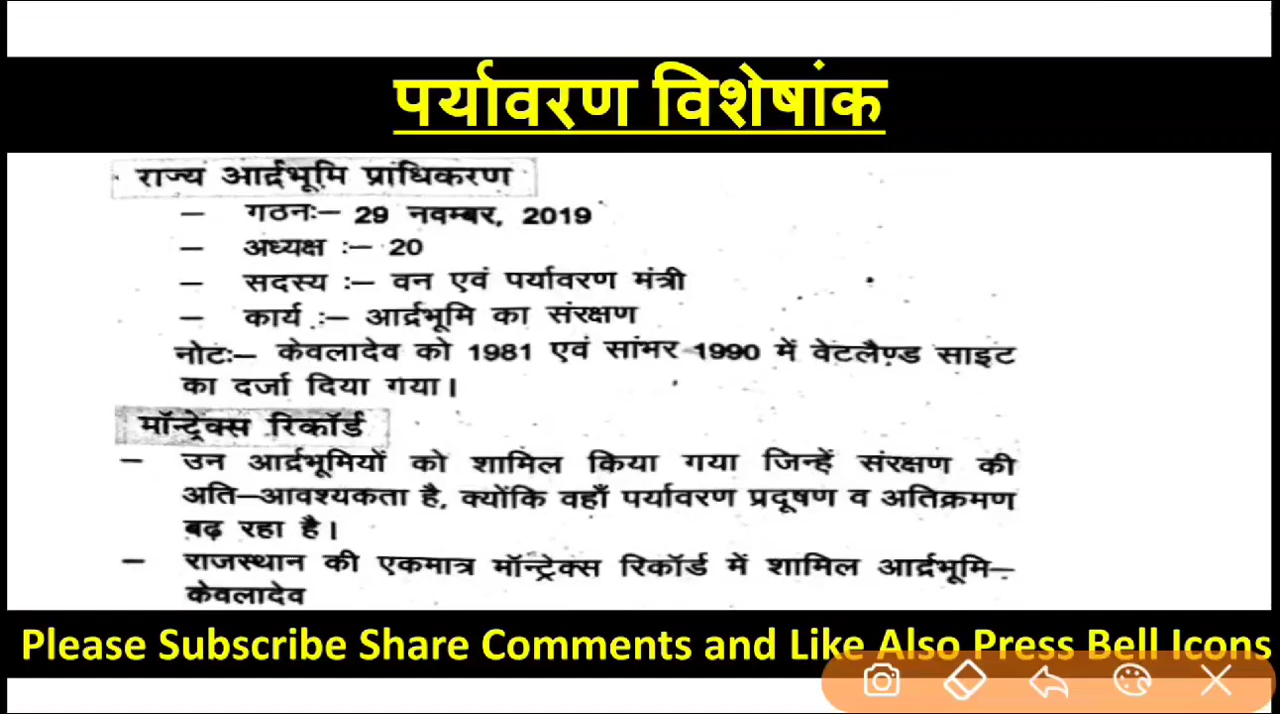 पर्यावरण विशेषांक
राज्य आर्द्रभूमि प्राधिकरण
– गठनः– 29 नवम्बर, 2019
– अध्यक्ष :– 20
– सदस्य :– वन एवं पर्यावरण मंत्री
– कार्य :– आर्द्रभूमि का संरक्षण
नोटः– केवलादेव को 1981 एवं सांभर 1990 में वेटलैण्ड साइट
का दर्जा दिया गया।
मॉन्ट्रेक्स रिकॉर्ड
– उन आर्द्रभूमियों को शामिल किया गया जिन्हें संरक्षण की
अति–आवश्यकता है, क्योंकि वहाँ पर्यावरण प्रदूषण व अतिक्रमण
बढ़ रहा है।
– राजस्थान की एकमात्र मॉन्ट्रेक्स रिकॉर्ड में शामिल आर्द्रभूमि–
केवलादेव
Please Subscribe Share Comments and Like Also Press Bell Icons